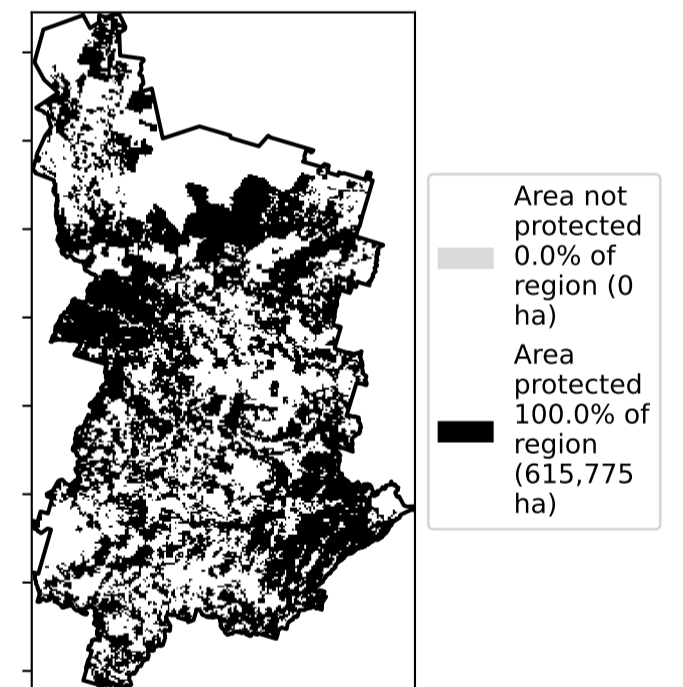 Area not
protected
0.0% of
region (0
ha)
Area
protected
100.0% of
region
(615,775
ha)